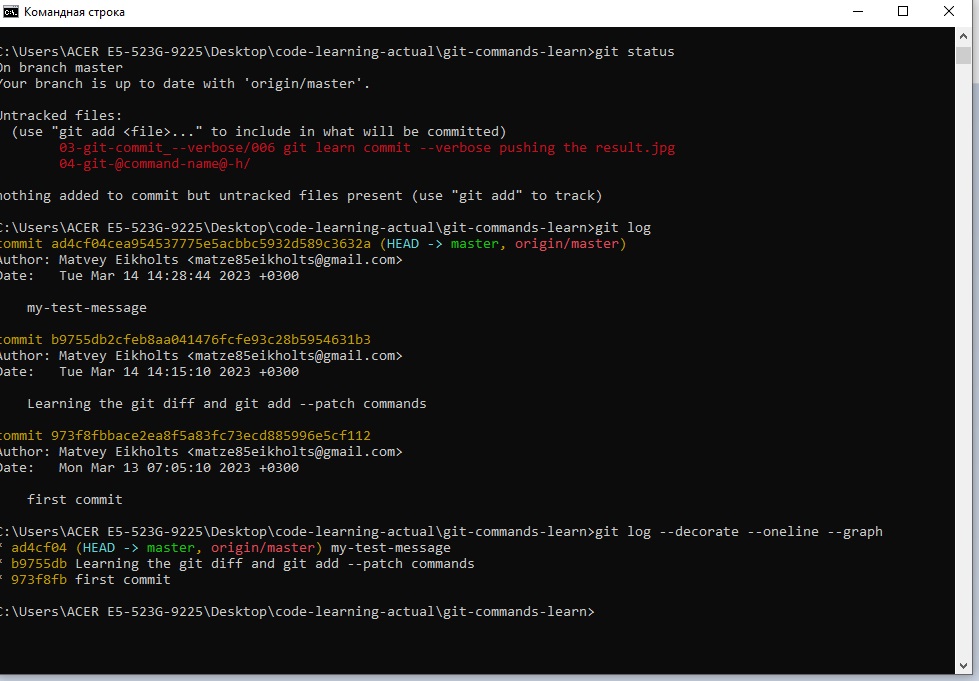 Командная строка
C:\Users\ACER E5-523G-9225\Desktop\code-learning-actual\git-commands-learn>git status
On branch master
Your branch is up to date with 'origin/master'.
Untracked files:
(use "git add <file>..." to include in what will be committed)
03-git-commit_--verbose/006 git learn commit --verbose pushing the result.jpg
04-git-@command-name@-h/
nothing added to commit but untracked files present (use "git add" to track)
C:\Users\ACER E5-523G-9225\Desktop\code-learning-actual\git-commands-learn>git log
commit ad4cf04cea954537775e5acbbc5932d589c3632a (HEAD -> master, origin/master)
Author: Matvey Eikholts <matze85eikholts@gmail.com>
Date:   Tue Mar 14 14:28:44 2023 +0300
my-test-message
commit b9755db2cfeb8aa041476fcfe93c28b5954631b3
Author: Matvey Eikholts <matze85eikholts@gmail.com>
Date:   Tue Mar 14 14:15:10 2023 +0300
Learning the git diff and git add --patch commands
commit 973f8fbbace2ea8f5a83fc73ecd885996e5cf112
Author: Matvey Eikholts <matze85eikholts@gmail.com>
Date:   Mon Mar 13 07:05:10 2023 +0300
first commit
C:\Users\ACER E5-523G-9225\Desktop\code-learning-actual\git-commands-learn>git log --decorate --oneline --graph
* ad4cf04 (HEAD -> master, origin/master) my-test-message
* b9755db Learning the git diff and git add --patch commands
* 973f8fb first commit
C:\Users\ACER E5-523G-9225\Desktop\code-learning-actual\git-commands-learn>